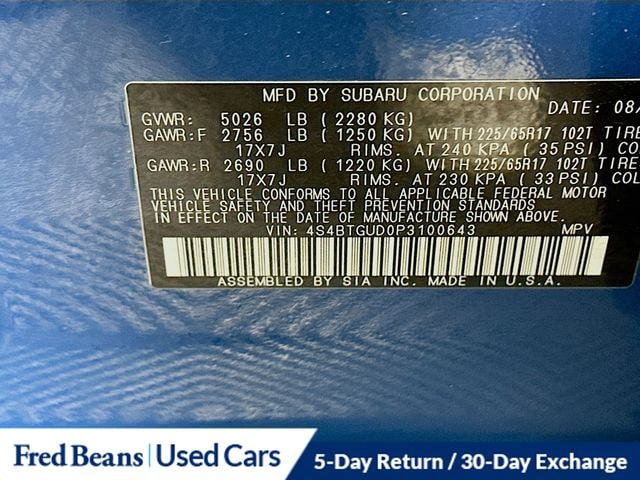 MFD BY SUBARU CORPORATION
DATE: 08/
GVWR: 5026 LB (2280 KG)
GAWR:F 2756 LB (1250 KG) WITH 225/65R17 102T TIRE
17X7J RIMS. AT 240 KPA (35 PSI) CO
GAWR:R 2690 LB (1220 KG) WITH 225/65R17 102T TIRE
17X7J RIMS. AT 230 KPA (33 PSI) COL
THIS VEHICLE CONFORMS TO ALL APPLICABLE FEDERAL MOTOR
VEHICLE SAFETY AND THEFT PREVENTION STANDARDS
IN EFFECT ON THE DATE OF MANUFACTURE SHOWN ABOVE.
VIN: 4S4BTGUD0P3100643 MPV
ASSEMBLED BY SIA INC. MADE IN U.S.A.
Fred Beans | Used Cars 5-Day Return / 30-Day Exchange